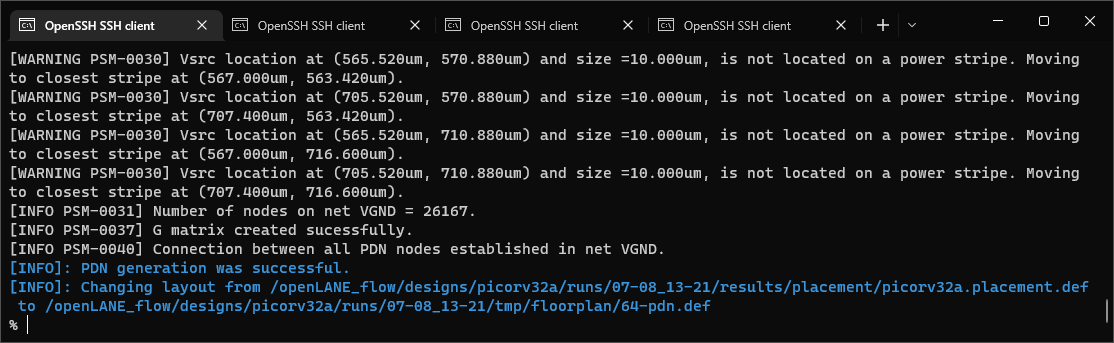 OpenSSH SSH client
OpenSSH SSH client
OpenSSH SSH client
OpenSSH SSH client
[WARNING PSM-0030] Vsrc location at (565.520um, 570.880um) and size =10.000um, is not located on a power stripe. Moving
to closest stripe at (567.000um, 563.420um).
[WARNING PSM-0030] Vsrc location at (705.520um, 570.880um) and size =10.000um, is not located on a power stripe. Moving
to closest stripe at (707.400um, 563.420um).
[WARNING PSM-0030] Vsrc location at (565.520um, 710.880um) and size =10.000um, is not located on a power stripe. Moving
to closest stripe at (567.000um, 716.600um).
[WARNING PSM-0030] Vsrc location at (705.520um, 710.880um) and size =10.000um, is not located on a power stripe. Moving
to closest stripe at (707.400um, 716.600um).
[INFO PSM-0031] Number of nodes on net VGND = 26167.
[INFO PSM-0037] G matrix created sucessfully.
[INFO PSM-0040] Connection between all PDN nodes established in net VGND.
[INFO]: PDN generation was successful.
[INFO]: Changing layout from /openLANE_flow/designs/picorv32a/runs/07-08_13-21/results/placement/picorv32a.placement.def
to /openLANE_flow/designs/picorv32a/runs/07-08_13-21/tmp/floorplan/64-pdn.def
%